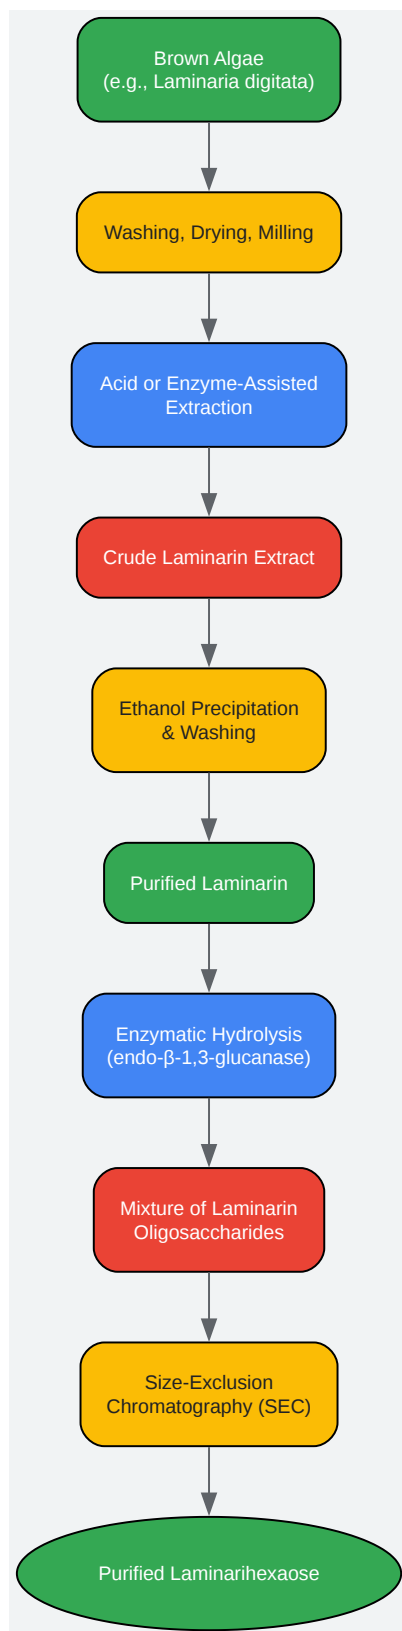 Brown Algae
(e.g., Laminaria digitata)
Washing, Drying, Milling
Acid or Enzyme-Assisted
Extraction
Crude Laminarin Extract
Ethanol Precipitation
& Washing
Purified Laminarin
Enzymatic Hydrolysis
(endo-β-1,3-glucanase)
Mixture of Laminarin
Oligosaccharides
Size-Exclusion
Chromatography (SEC)
Purified Laminarihexaose